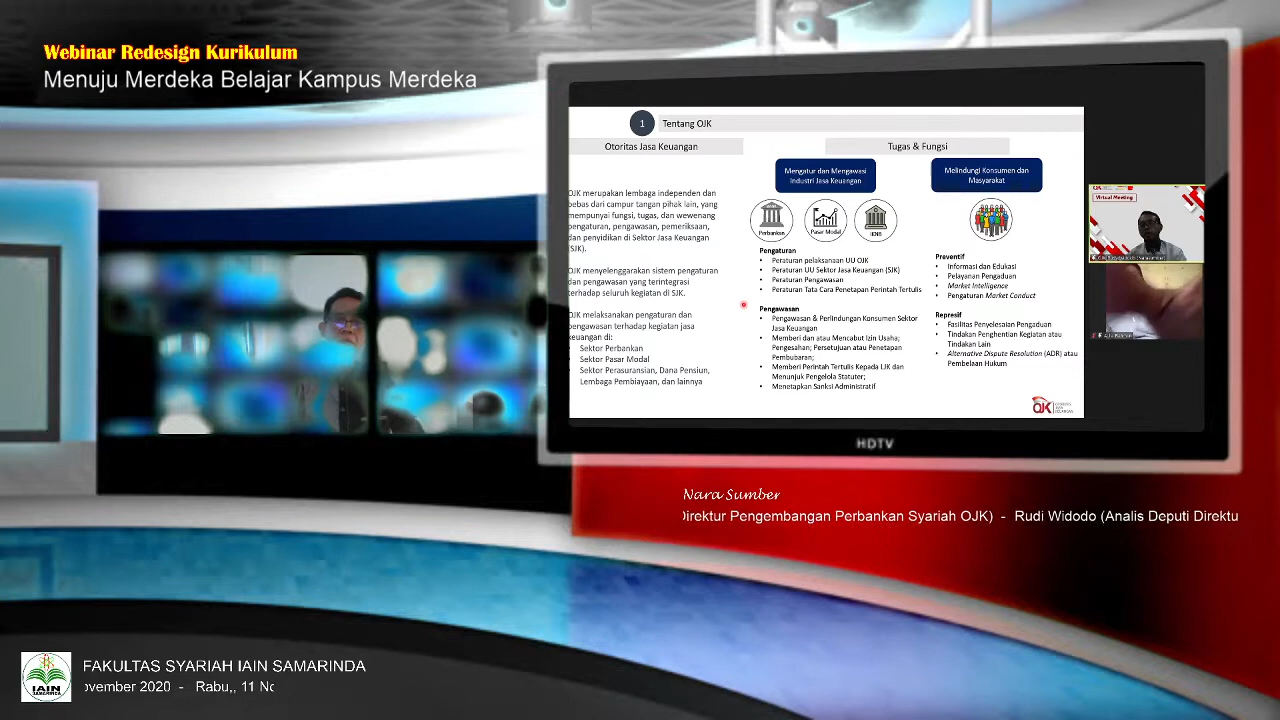 Webinar Redesign Kurikulum
Menuju Merdeka Belajar Kampus Merdeka
1
Tentang OJK
Otoritas Jasa Keuangan
OJK merupakan lembaga independen dan
bebas dari campur tangan pihak lain, yang
mempunyai fungsi, tugas, dan wewenang
pengaturan, pengawasan, pemeriksaan,
dan penyidikan di Sektor Jasa Keuangan
(SJK).
OJK menyelenggarakan sistem pengaturan
dan pengawasan yang terintegrasi
terhadap seluruh kegiatan di SJK.
OJK melaksanakan pengaturan dan
pengawasan terhadap kegiatan jasa
keuangan di:
• Sektor Perbankan
• Sektor Pasar Modal
• Sektor Perasuransian, Dana Pensiun,
Lembaga Pembiayaan, dan lainnya
Tugas & Fungsi
Mengatur dan Mengawasi
Industri Jasa Keuangan
Perbankan
Pasar Modal
IKNB
Pengaturan
• Peraturan pelaksanaan UU OJK
• Peraturan UU Sektor Jasa Keuangan (SJK)
• Peraturan Pengawasan
• Peraturan Tata Cara Penetapan Perintah Tertulis
Pengawasan
• Pengawasan & Perlindungan Konsumen Sektor
Jasa Keuangan
• Memberi dan atau Mencabut Izin Usaha;
Pengesahan; Persetujuan atau Penetapan
Pembubaran;
• Memberi Perintah Tertulis Kepada LJK dan
Menunjuk Pengelola Statuter;
• Menetapkan Sanksi Administratif
Melindungi Konsumen dan
Masyarakat
Preventif
• Informasi dan Edukasi
• Pelayanan Pengaduan
• Market Intelligence
• Pengaturan Market Conduct
Represif
• Fasilitas Penyelesaian Pengaduan
• Tindakan Penghentian Kegiatan atau
Tindakan Lain
• Alternative Dispute Resolution (ADR) atau
Pembelaan Hukum
OJK
Virtual Meeting
HDTV
Nara Sumber
Direktur Pengembangan Perbankan Syariah OJK) - Rudi Widodo (Analis Deputi Direktu
IAIN
SAMARINDA
FAKULTAS SYARIAH IAIN SAMARINDA
ovember 2020 - Rabu,, 11 No